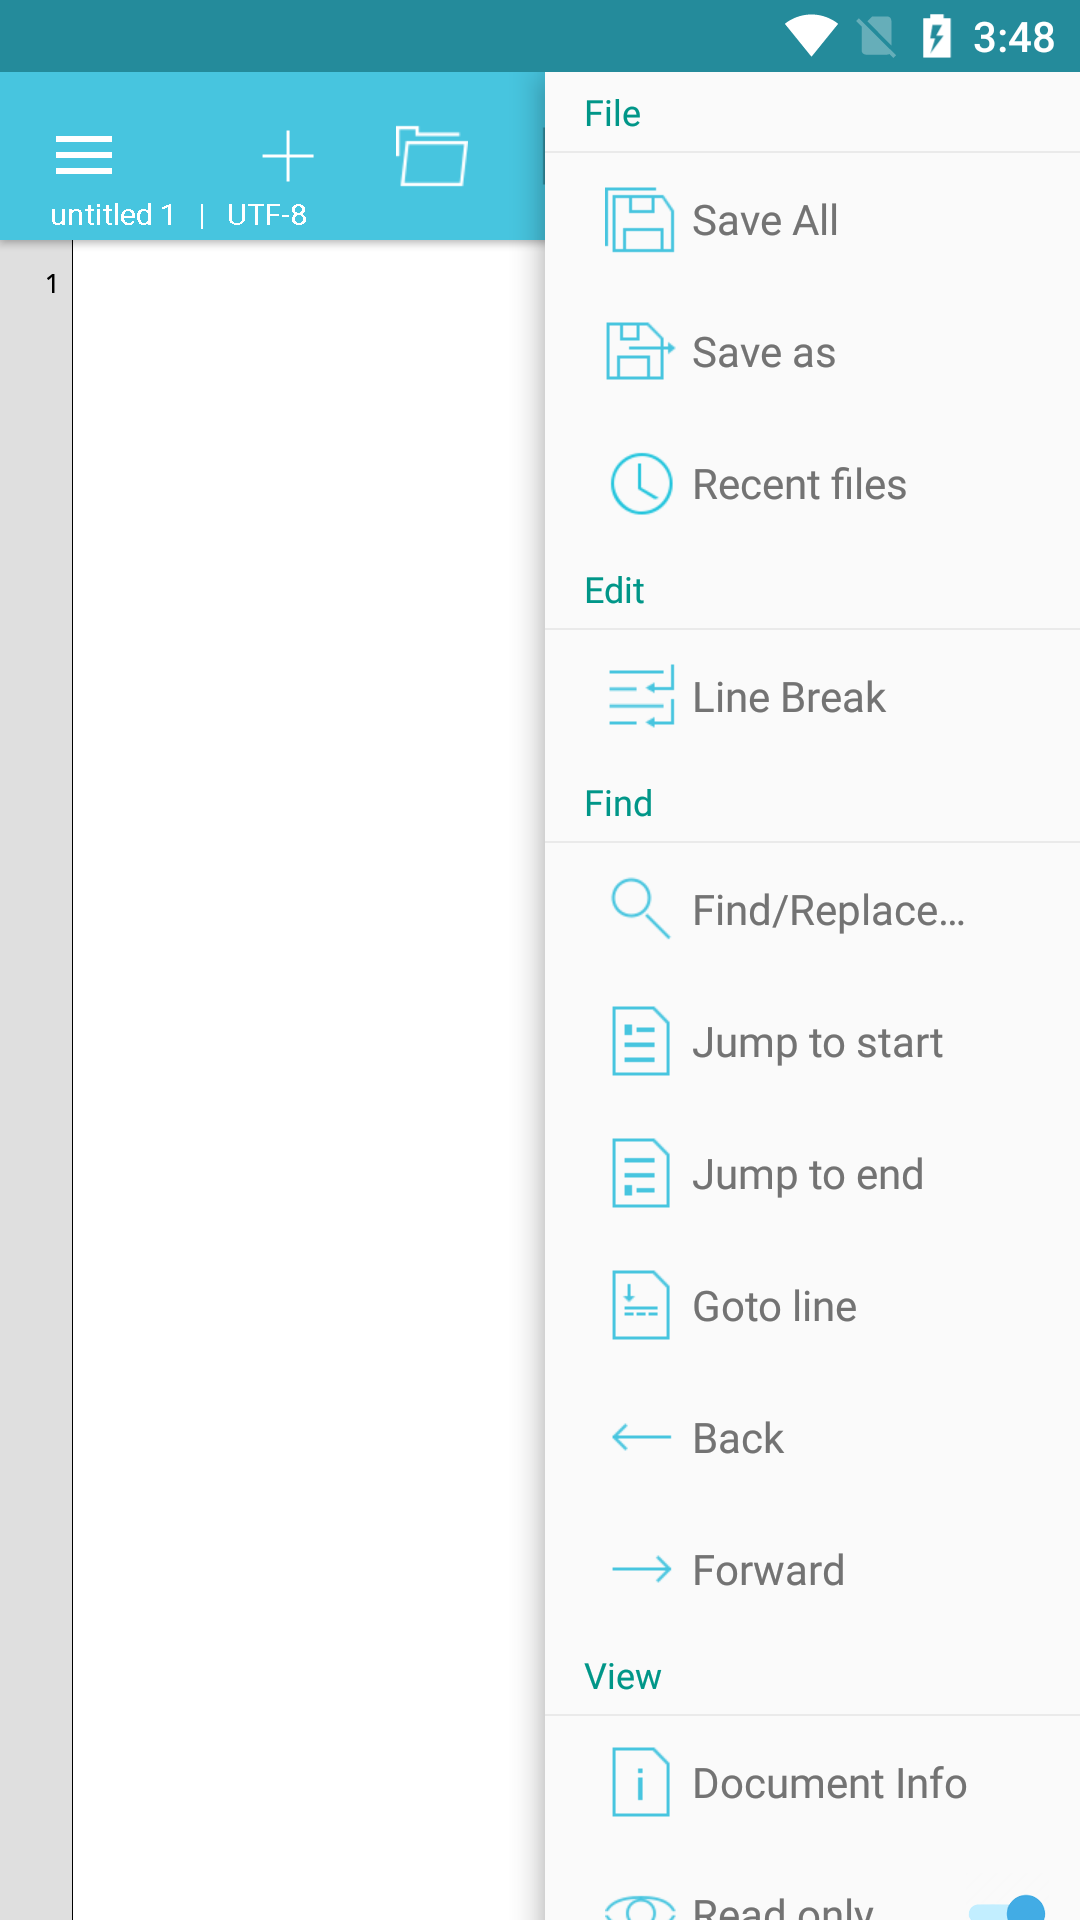 3:48
untitled 1 | UTF-8
1
File
Save All
Save as
Recent files
Edit
Line Break
Find
Find/Replace...
Jump to start
Jump to end
Goto line
Back
Forward
View
Document Info
Read only